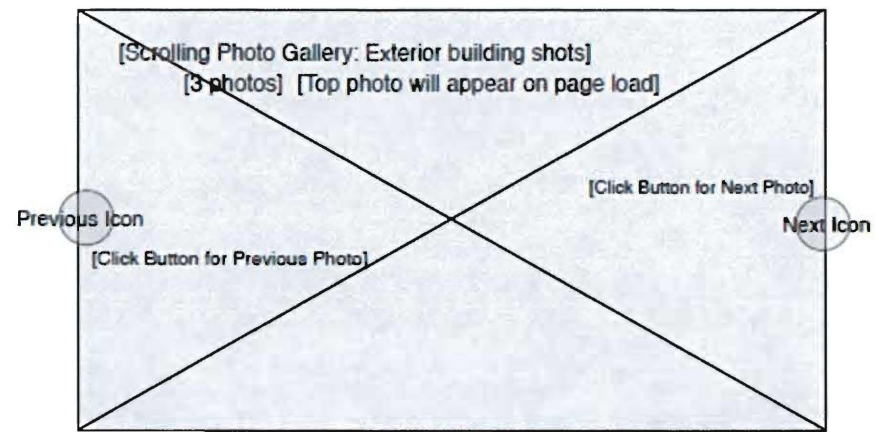 [Scrolling Photo Gallery: Exterior building shots]
[3 photos] [Top photo will appear on page load]
[Click Button for Next Photo]
Previous Icon
Next Icon
[Click Button for Previous Photo]